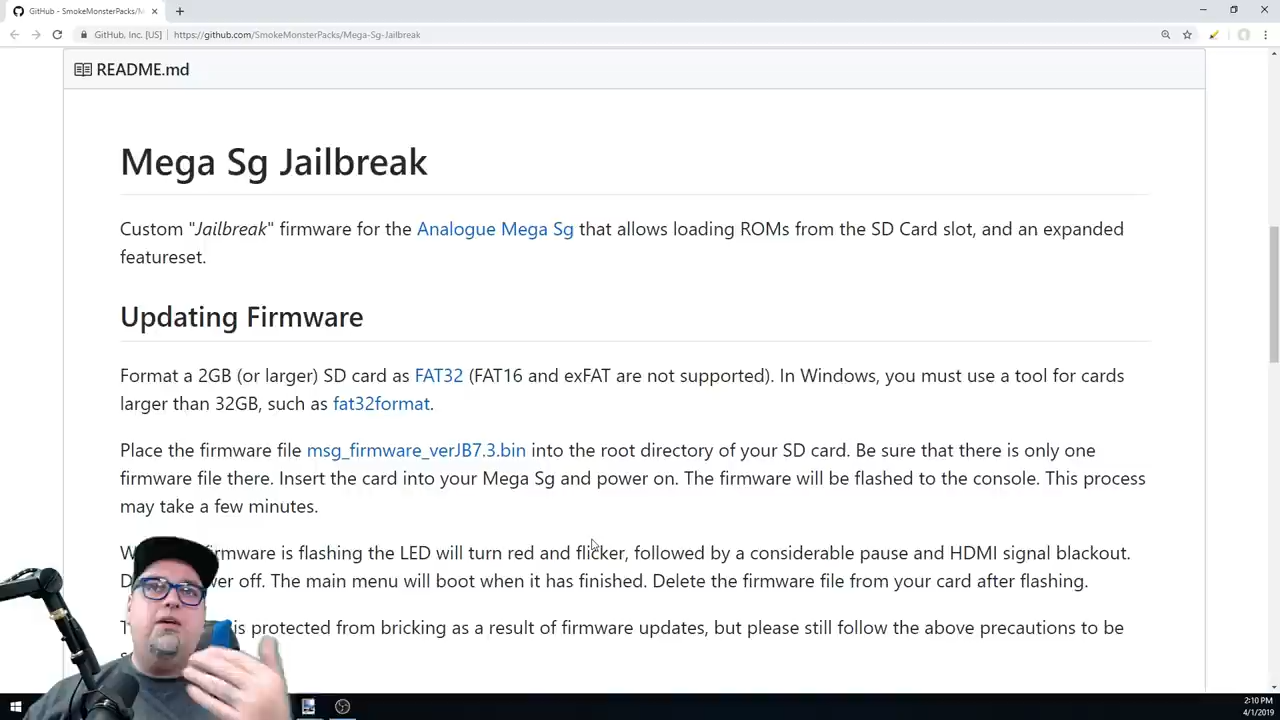 GitHub - SmokeMonsterPacks/Me
GitHub, Inc. [US] https://github.com/SmokeMonsterPacks/Mega-Sg-Jailbreak
README.md
Mega Sg Jailbreak
Custom "Jailbreak" firmware for the Analogue Mega Sg that allows loading ROMs from the SD Card slot, and an expanded
featureset.
Updating Firmware
Format a 2GB (or larger) SD card as FAT32 (FAT16 and exFAT are not supported). In Windows, you must use a tool for cards
larger than 32GB, such as fat32format.
Place the firmware file msg_firmware_verJB7.3.bin into the root directory of your SD card. Be sure that there is only one
firmware file there. Insert the card into your Mega Sg and power on. The firmware will be flashed to the console. This process
may take a few minutes.
is flashing the LED will turn red and flicker, followed by a considerable pause and HDMI signal blackout.
off. The main menu will boot when it has finished. Delete the firmware file from your card after flashing.
is protected from bricking as a result of firmware updates, but please still follow the above precautions to be
2:10 PM
4/1/2019